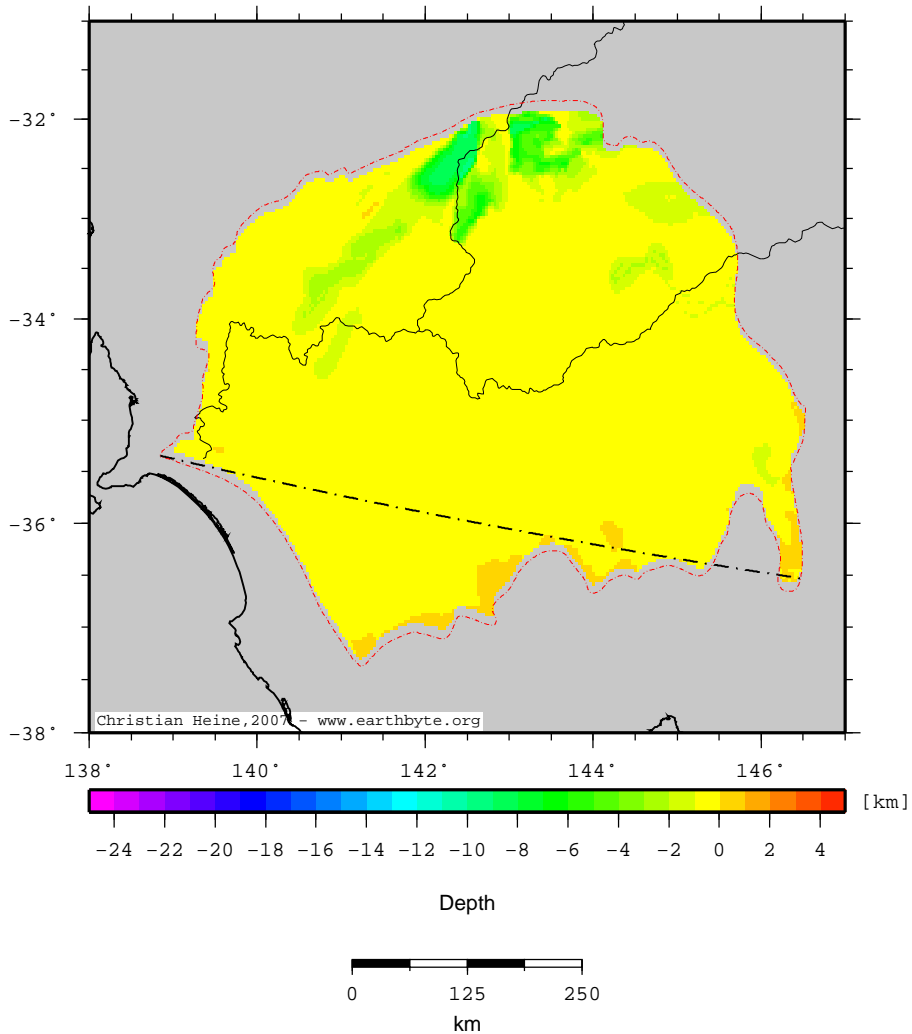 −32°
−34°
−36°
−38°
Christian Heine,2007 - www.earthbyte.org
138° 140° 142° 144° 146°
[km]
−24 −22 −20 −18 −16 −14 −12 −10 −8 −6 −4 −2 0 2 4
Depth
0 125 250
km